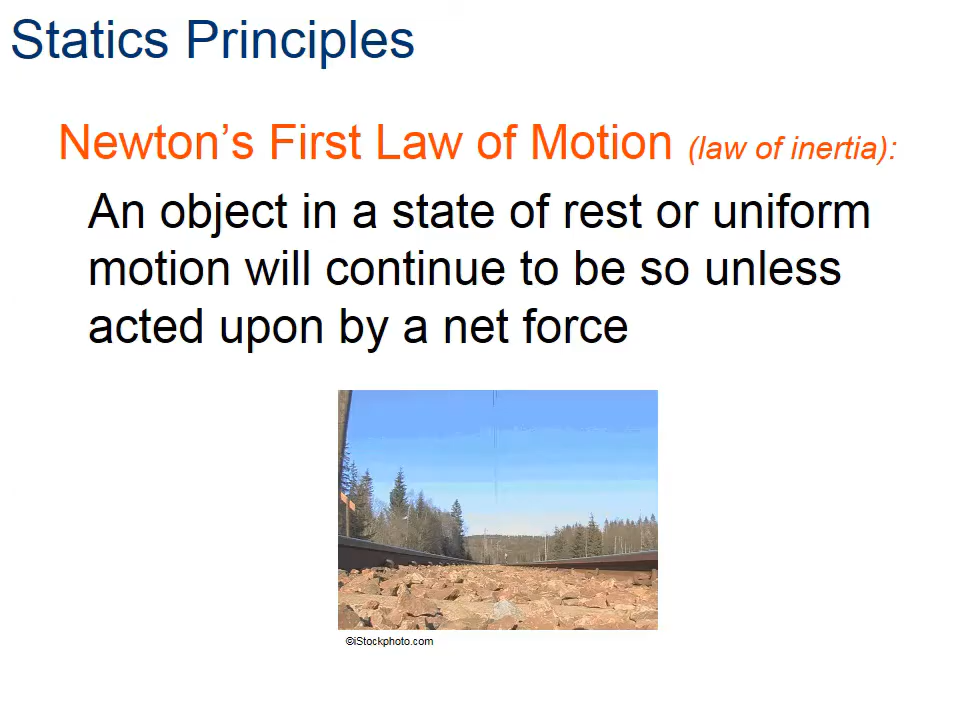 Statics Principles
Newton’s First Law of Motion (law of inertia):
An object in a state of rest or uniform
motion will continue to be so unless
acted upon by a net force
©iStockphoto.com